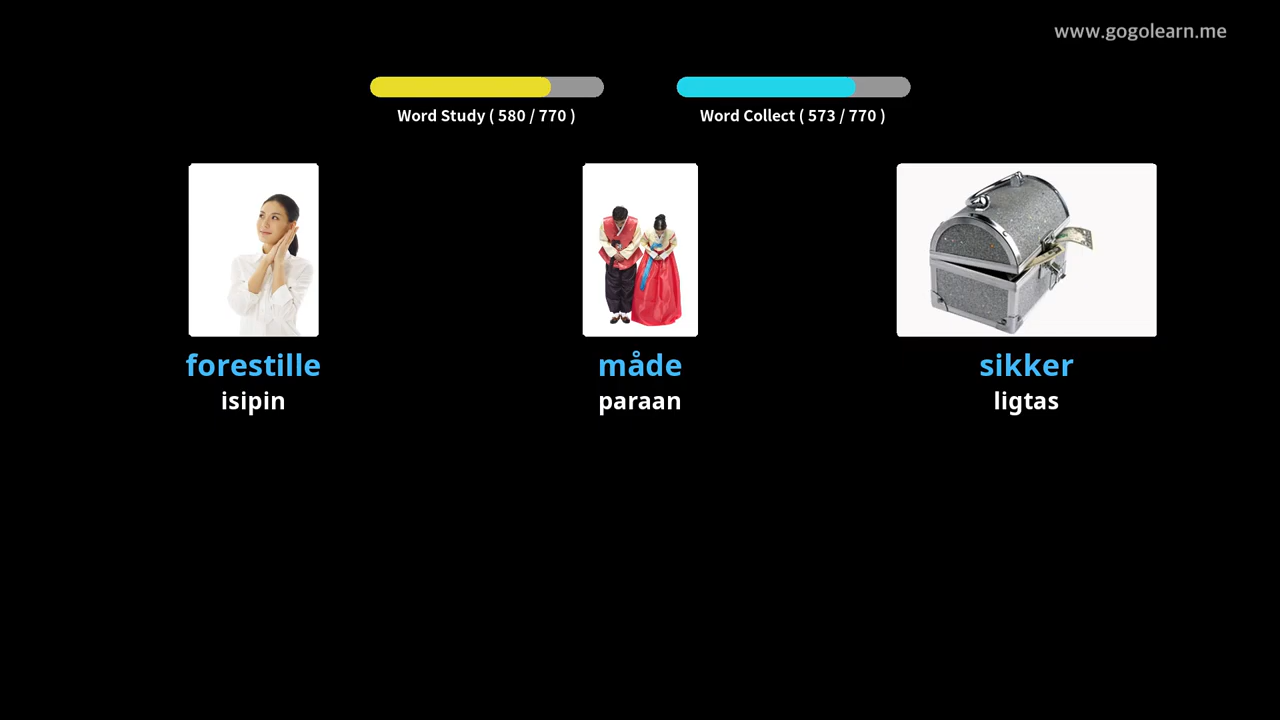 www.gogolearn.me
Word Study ( 580 / 770 )
Word Collect ( 573 / 770 )
forestille
isipin
måde
paraan
sikker
ligtas